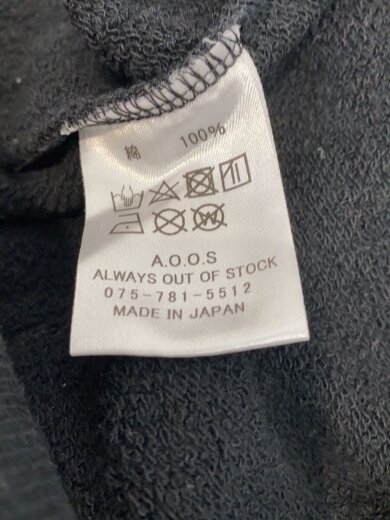 綿 100%
A.O.O.S
ALWAYS OUT OF STOCK
075-781-5512
MADE IN JAPAN